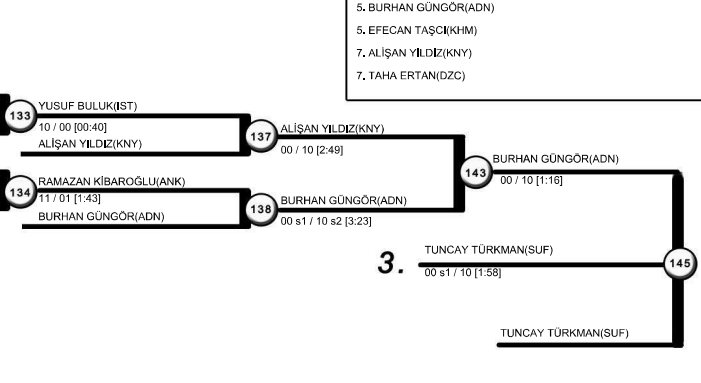 5. BURHAN GÜNGÖR(ADN)
5. EFECAN TAŞCI(KHM)
7. ALİŞAN YILDIZ(KNY)
7. TAHA ERTAN(DZC)
133
YUSUF BULUK(IST)
10 / 00 [00:40]
ALİŞAN YILDIZ(KNY)
137
ALİŞAN YILDIZ(KNY)
00 / 10 [2:49]
134
RAMAZAN KİBAROĞLU(ANK)
11 / 01 [1:43]
BURHAN GÜNGÖR(ADN)
138
BURHAN GÜNGÖR(ADN)
00 s1 / 10 s2 [3:23]
143
BURHAN GÜNGÖR(ADN)
00 / 10 [1:16]
3.
TUNCAY TÜRKMAN(SUF)
00 s1 / 10 [1:58]
145
TUNCAY TÜRKMAN(SUF)